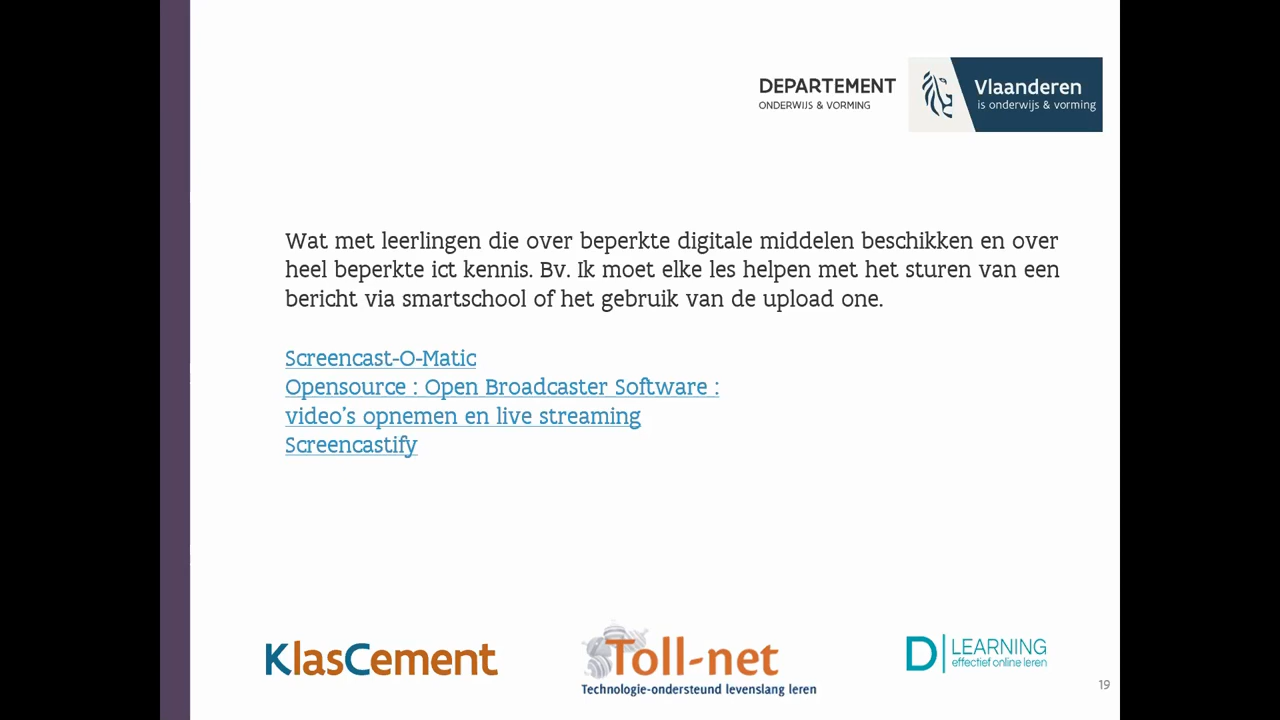 DEPARTEMENT
ONDERWIJS & VORMING
Vlaanderen
is onderwijs & vorming
Wat met leerlingen die over beperkte digitale middelen beschikken en over
heel beperkte ict kennis. Bv. Ik moet elke les helpen met het sturen van een
bericht via smartschool of het gebruik van de upload one.
Screencast-O-Matic
Opensource : Open Broadcaster Software :
video's opnemen en live streaming
Screencastify
KlasCement
Toll-net
Technologie-ondersteund levenslang leren
D LEARNING
effectief online leren
19